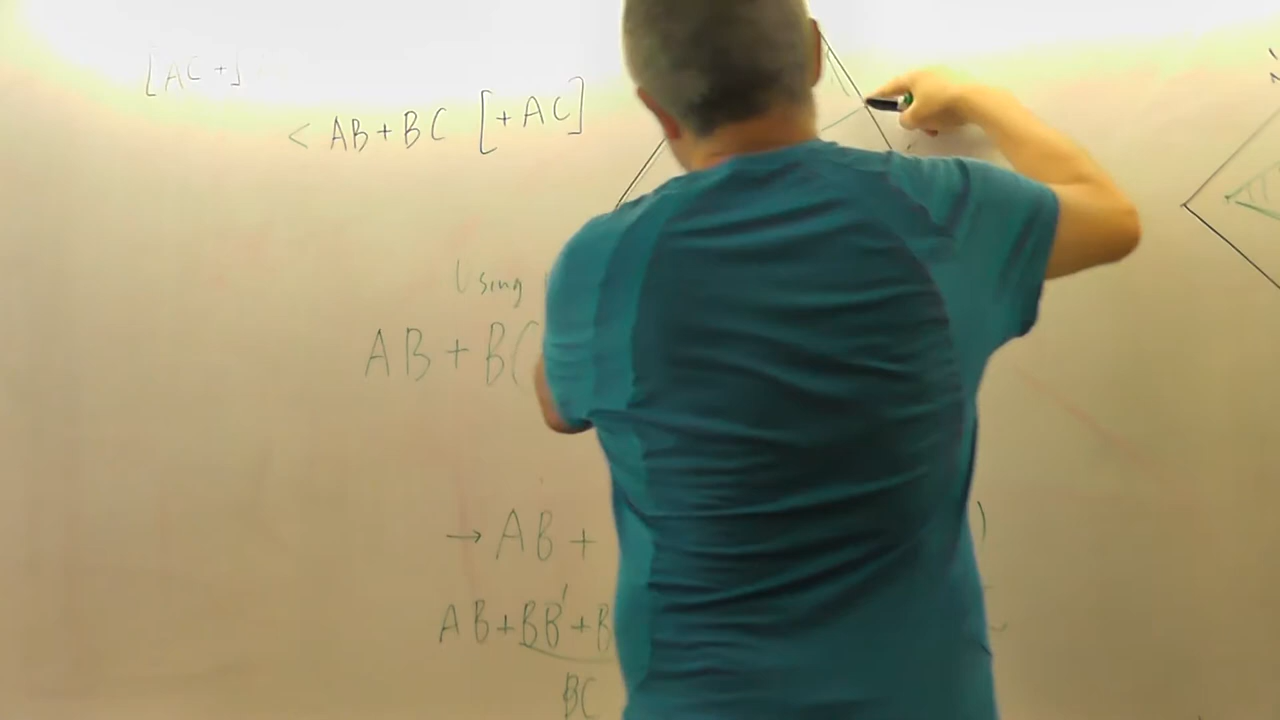 [AC +]
< AB + BC [+ AC]
Using
AB + BC
→ AB + )
AB + BB' + B
BC